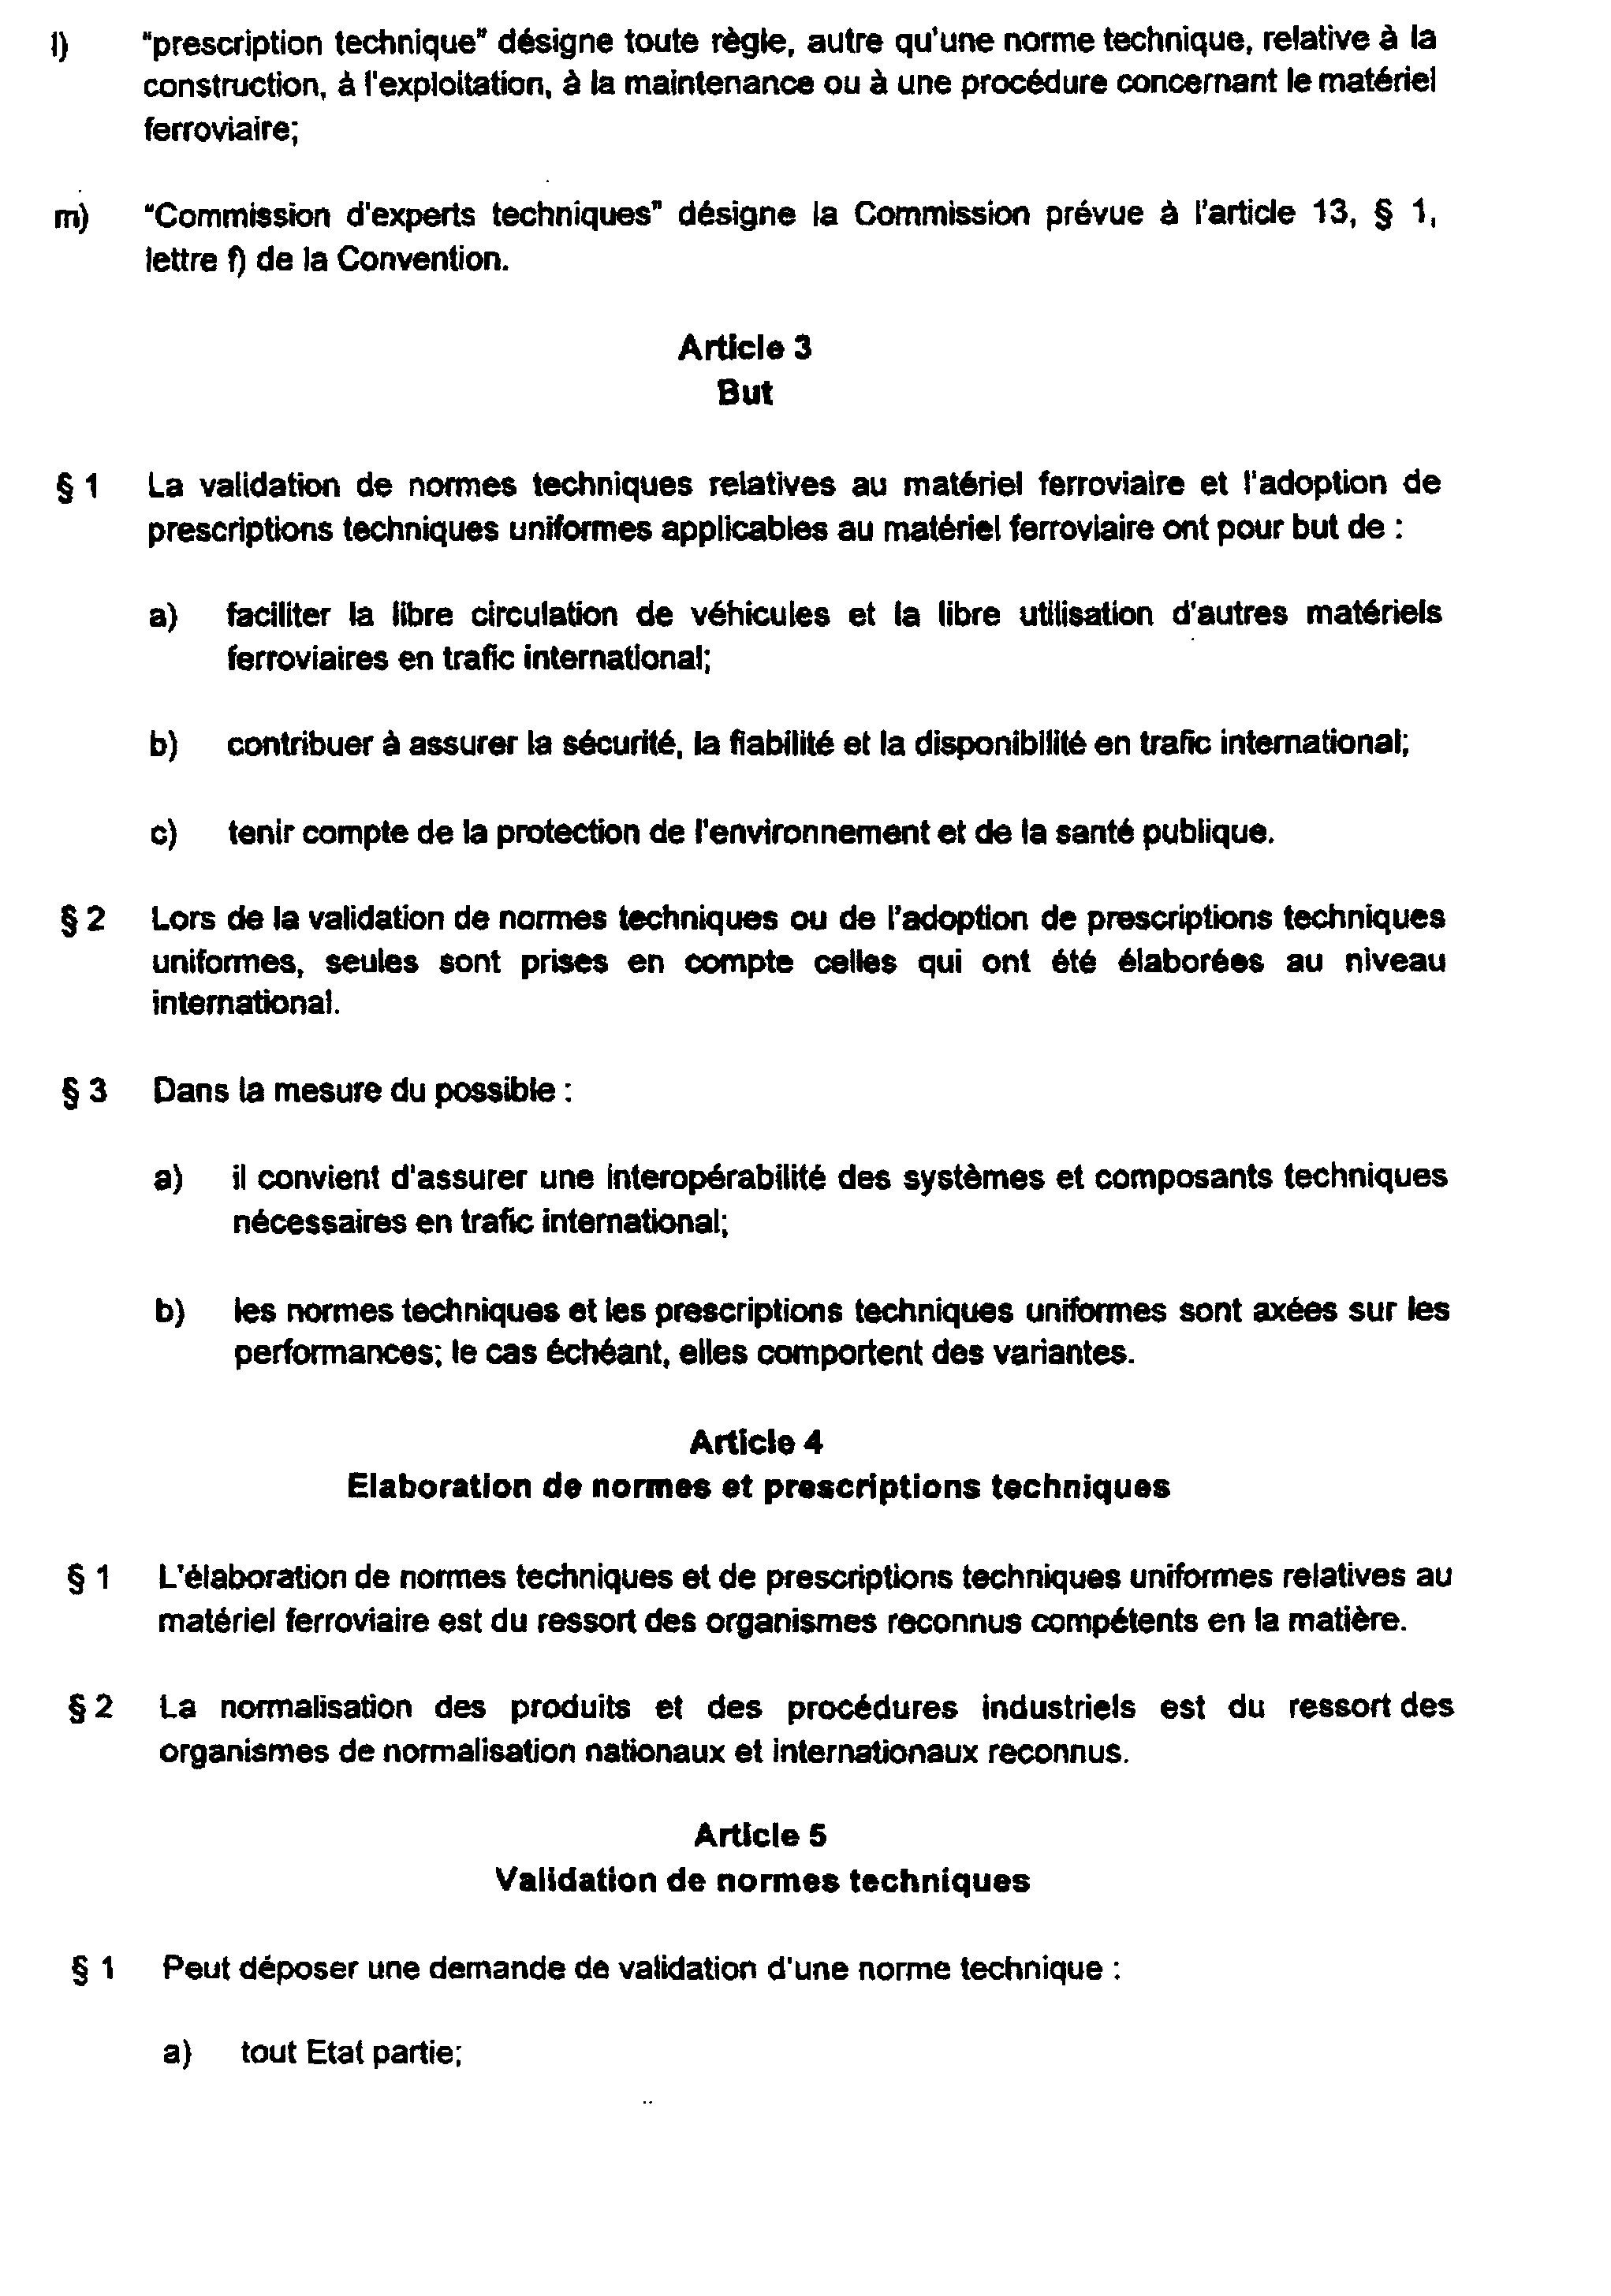 l) "prescription technique" désigne toute règle, autre qu'une norme technique, relative à la
construction, à l'exploitation, à la maintenance ou à une procédure concernant le matériel
ferroviaire;
m) "Commission d'experts techniques" désigne la Commission prévue à l'article 13, § 1,
lettre f) de la Convention.
Article 3
But
§ 1 La validation de normes techniques relatives au matériel ferroviaire et l'adoption de
prescriptions techniques uniformes applicables au matériel ferroviaire ont pour but de :
a) faciliter la libre circulation de véhicules et la libre utilisation d'autres matériels
ferroviaires en trafic international;
b) contribuer à assurer la sécurité, la fiabilité et la disponibilité en trafic international;
c) tenir compte de la protection de l'environnement et de la santé publique.
§ 2 Lors de la validation de normes techniques ou de l'adoption de prescriptions techniques
uniformes, seules sont prises en compte celles qui ont été élaborées au niveau
international.
§ 3 Dans la mesure du possible :
a) il convient d'assurer une interopérabilité des systèmes et composants techniques
nécessaires en trafic international;
b) les normes techniques et les prescriptions techniques uniformes sont axées sur les
performances; le cas échéant, elles comportent des variantes.
Article 4
Elaboration de normes et prescriptions techniques
§ 1 L'élaboration de normes techniques et de prescriptions techniques uniformes relatives au
matériel ferroviaire est du ressort des organismes reconnus compétents en la matière.
§ 2 La normalisation des produits et des procédures industriels est du ressort des
organismes de normalisation nationaux et internationaux reconnus.
Article 5
Validation de normes techniques
§ 1 Peut déposer une demande de validation d'une norme technique :
a) tout Etat partie;